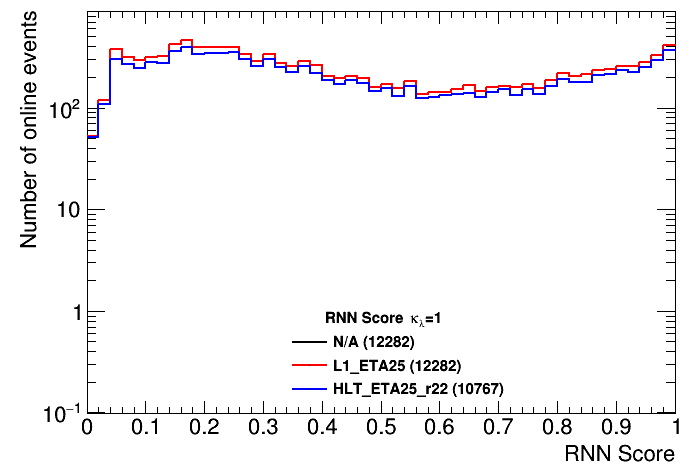 Number of online events
10²
10
1
10⁻¹
RNN Score κλ=1
N/A (12282)
L1_ETA25 (12282)
HLT_ETA25_r22 (10767)
0 0.1 0.2 0.3 0.4 0.5 0.6 0.7 0.8 0.9 1
RNN Score